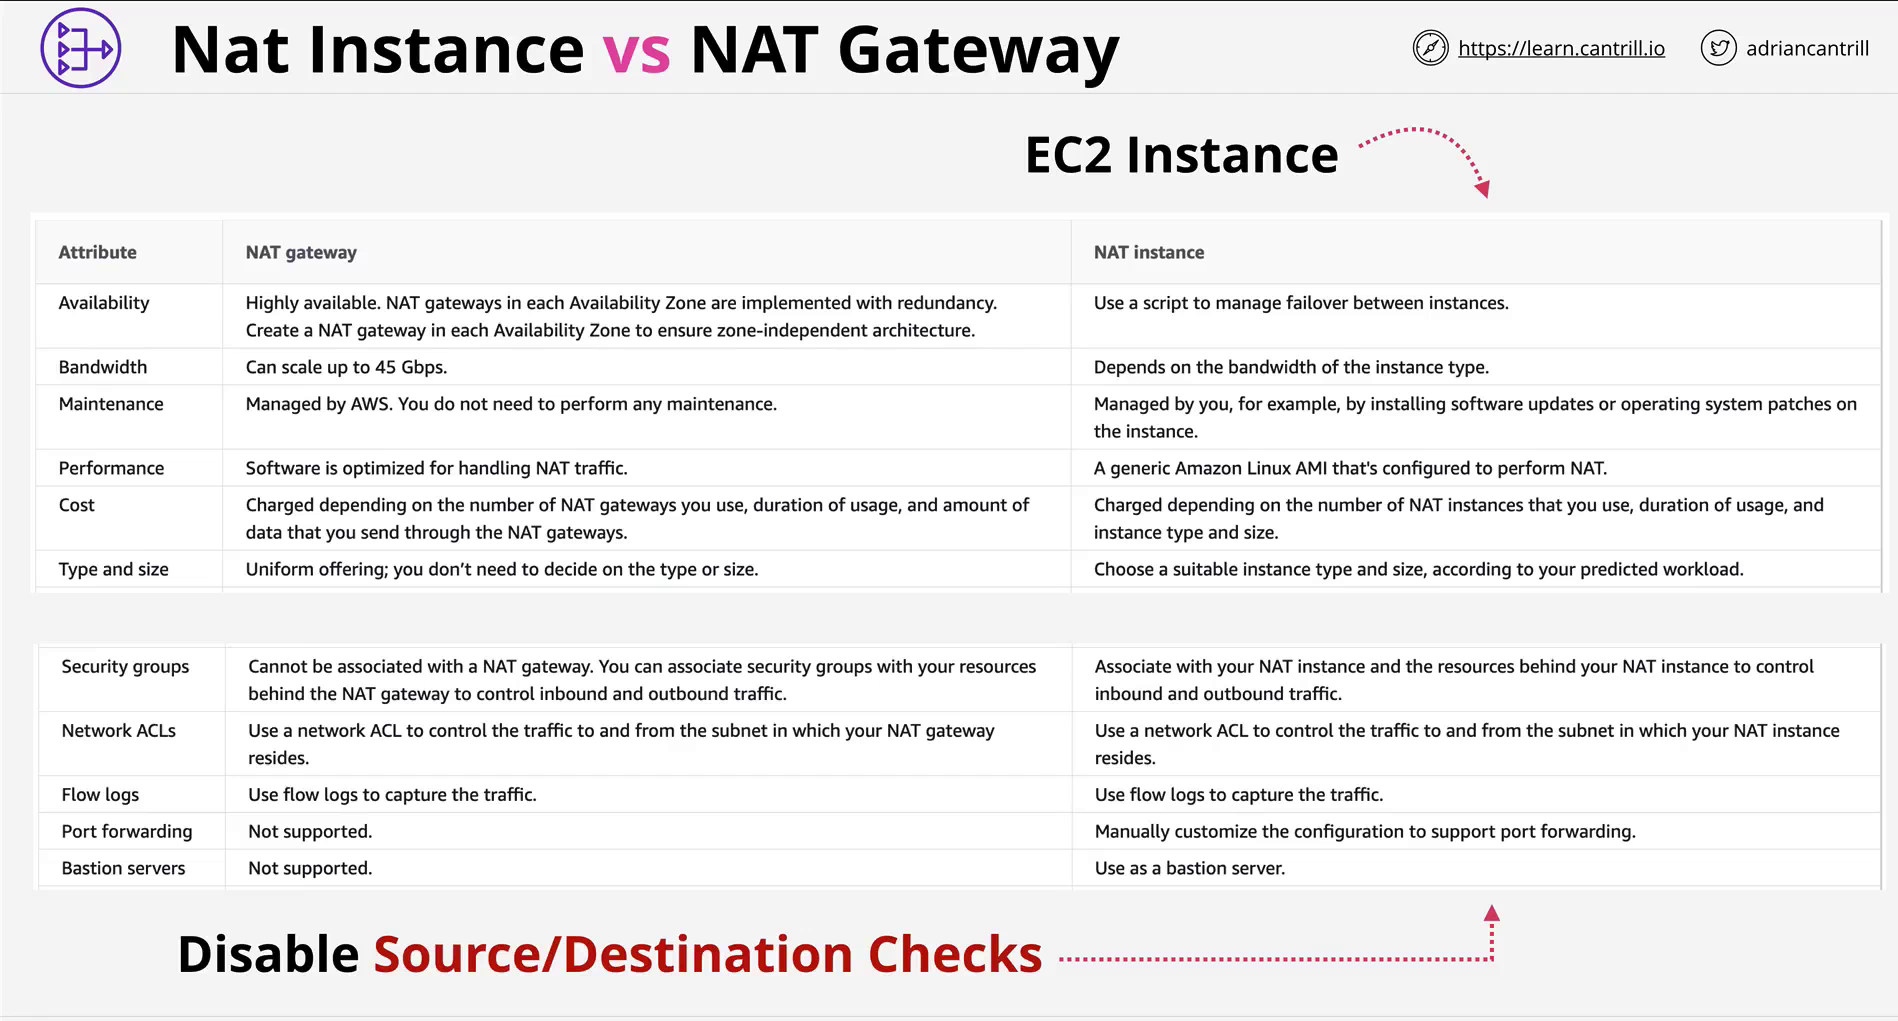 Nat Instance vs NAT Gateway
https://learn.cantrill.io
adriancantrill
EC2 Instance
Attribute
NAT gateway
NAT instance
Availability
Highly available. NAT gateways in each Availability Zone are implemented with redundancy.
Create a NAT gateway in each Availability Zone to ensure zone-independent architecture.
Use a script to manage failover between instances.
Bandwidth
Can scale up to 45 Gbps.
Depends on the bandwidth of the instance type.
Maintenance
Managed by AWS. You do not need to perform any maintenance.
Managed by you, for example, by installing software updates or operating system patches on
the instance.
Performance
Software is optimized for handling NAT traffic.
A generic Amazon Linux AMI that's configured to perform NAT.
Cost
Charged depending on the number of NAT gateways you use, duration of usage, and amount of
data that you send through the NAT gateways.
Charged depending on the number of NAT instances that you use, duration of usage, and
instance type and size.
Type and size
Uniform offering; you don’t need to decide on the type or size.
Choose a suitable instance type and size, according to your predicted workload.
Security groups
Cannot be associated with a NAT gateway. You can associate security groups with your resources
behind the NAT gateway to control inbound and outbound traffic.
Associate with your NAT instance and the resources behind your NAT instance to control
inbound and outbound traffic.
Network ACLs
Use a network ACL to control the traffic to and from the subnet in which your NAT gateway
resides.
Use a network ACL to control the traffic to and from the subnet in which your NAT instance
resides.
Flow logs
Use flow logs to capture the traffic.
Use flow logs to capture the traffic.
Port forwarding
Not supported.
Manually customize the configuration to support port forwarding.
Bastion servers
Not supported.
Use as a bastion server.
Disable Source/Destination Checks